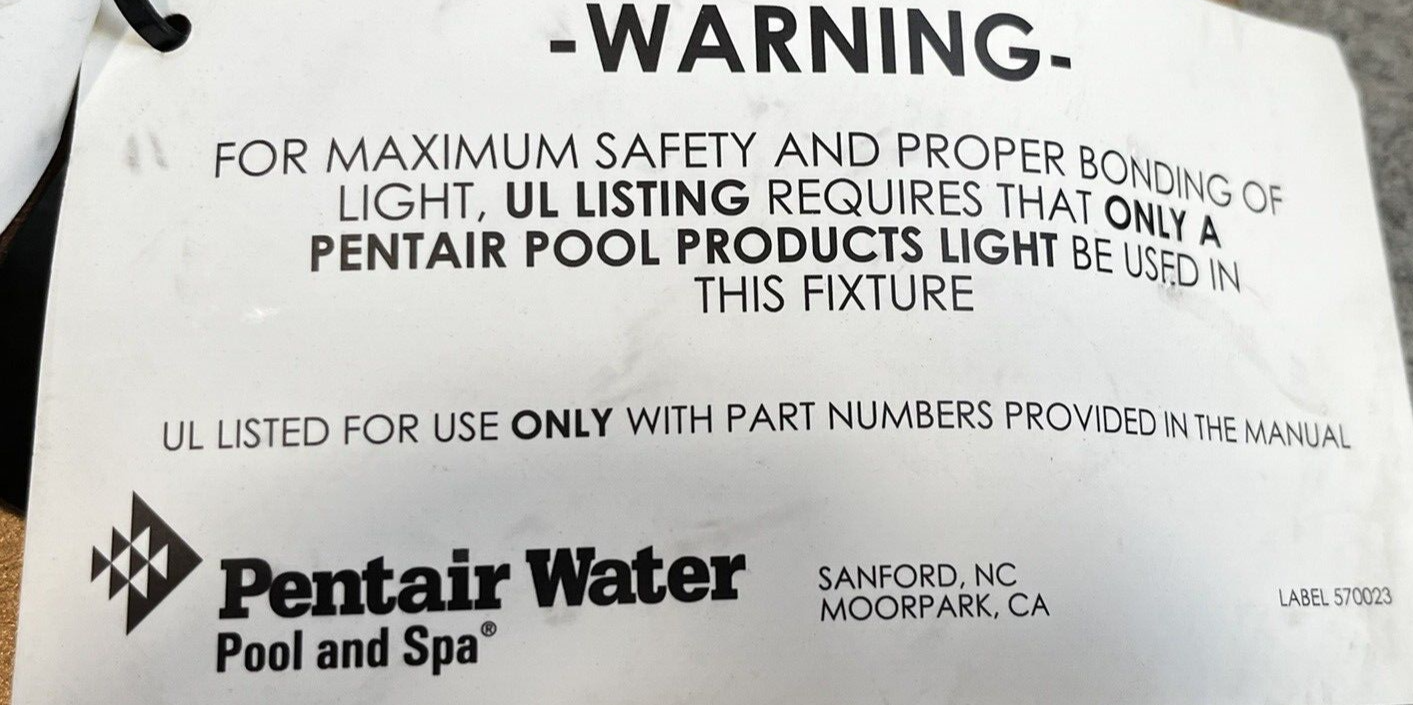 -WARNING-
FOR MAXIMUM SAFETY AND PROPER BONDING OF
LIGHT, UL LISTING REQUIRES THAT ONLY A
PENTAIR POOL PRODUCTS LIGHT BE USED IN
THIS FIXTURE
UL LISTED FOR USE ONLY WITH PART NUMBERS PROVIDED IN THE MANUAL
Pentair Water
Pool and Spa®
SANFORD, NC
MOORPARK, CA
LABEL 570023